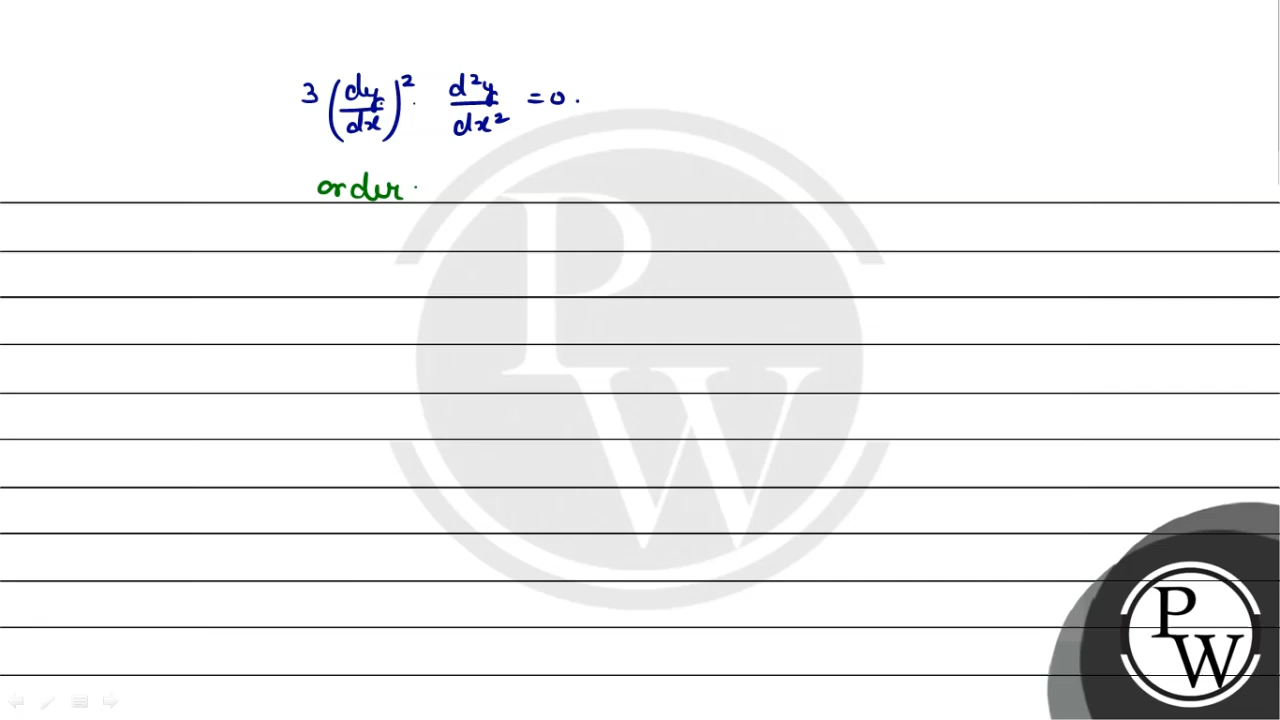 3 (dy/dx)² · d²y/dx² = 0 .
order ·
P
W
P
W